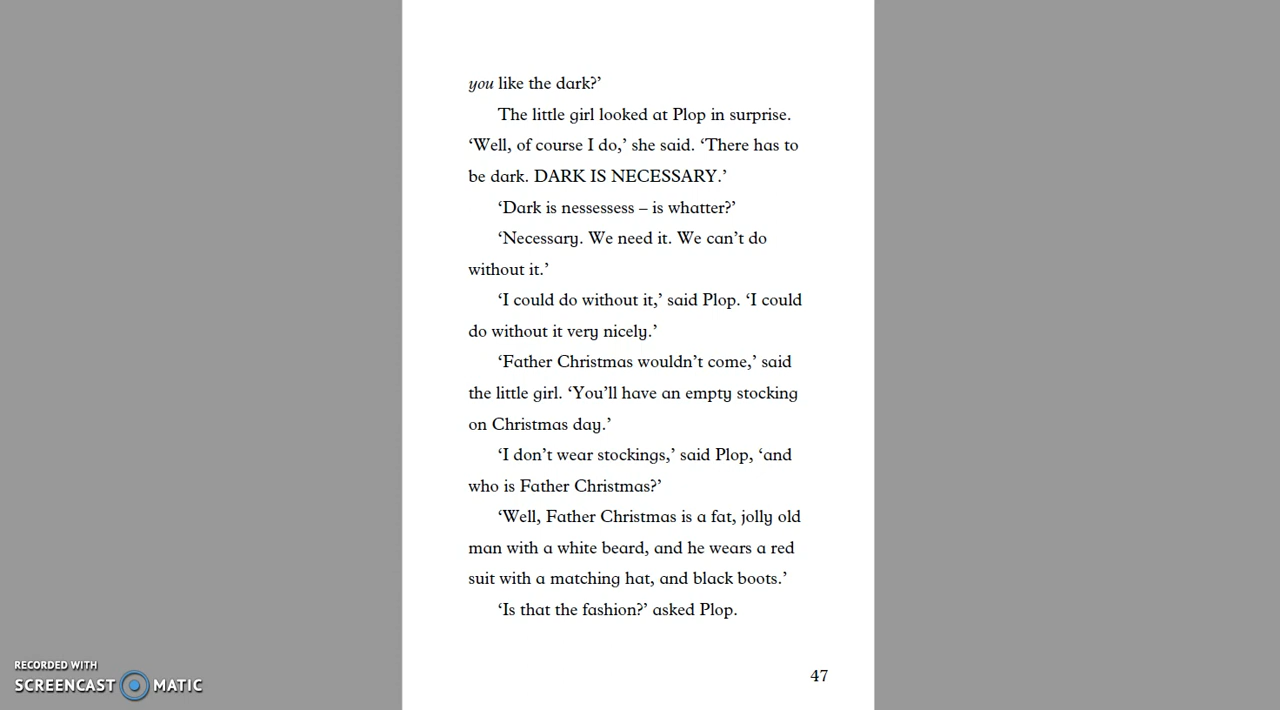 you like the dark?’
The little girl looked at Plop in surprise.
‘Well, of course I do,’ she said. ‘There has to
be dark. DARK IS NECESSARY.’
‘Dark is nessessess – is whatter?’
‘Necessary. We need it. We can’t do
without it.’
‘I could do without it,’ said Plop. ‘I could
do without it very nicely.’
‘Father Christmas wouldn’t come,’ said
the little girl. ‘You’ll have an empty stocking
on Christmas day.’
‘I don’t wear stockings,’ said Plop, ‘and
who is Father Christmas?’
‘Well, Father Christmas is a fat, jolly old
man with a white beard, and he wears a red
suit with a matching hat, and black boots.’
‘Is that the fashion?’ asked Plop.
47
RECORDED WITH
SCREENCAST MATIC